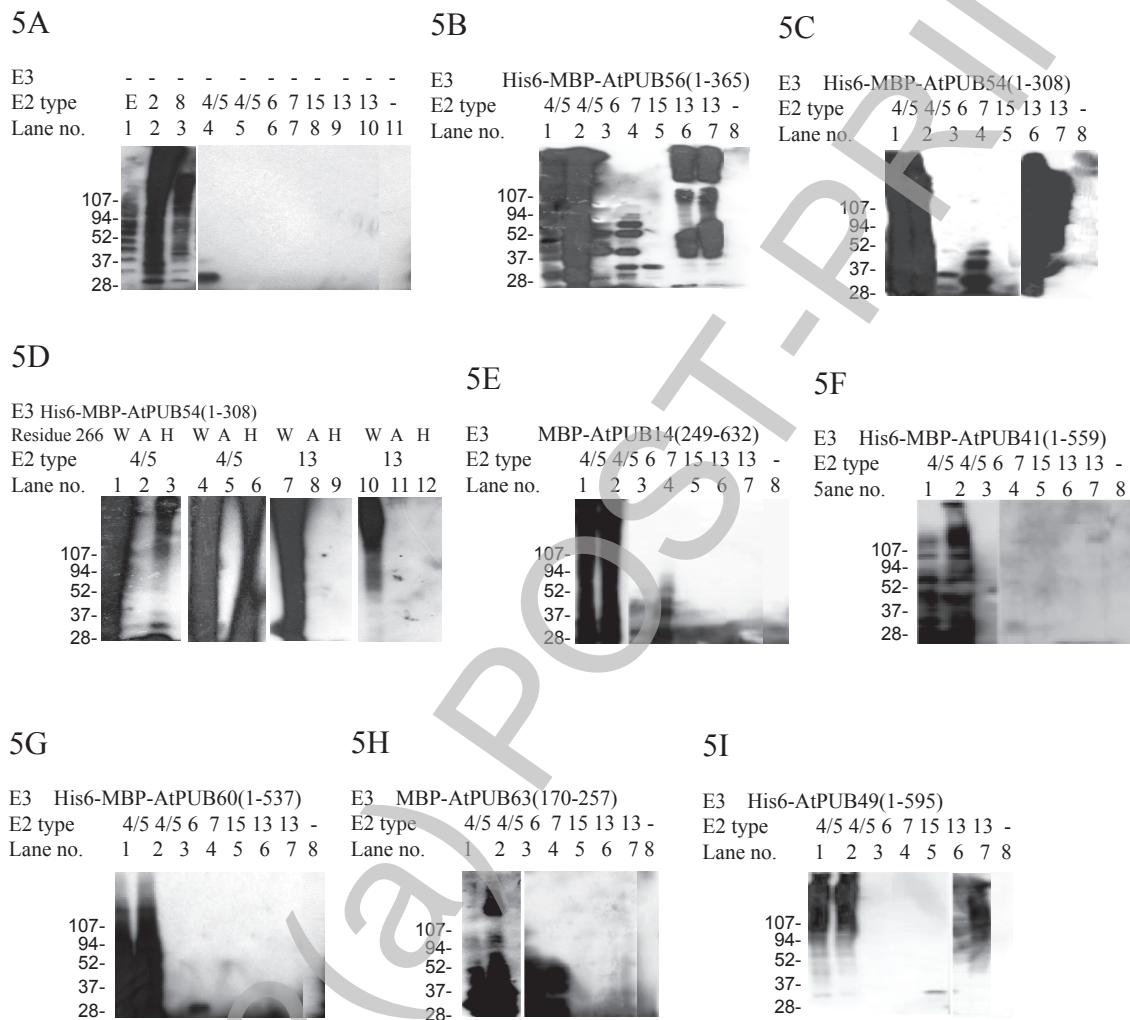 5A
E3 - - - - - - - - - - -
E2 type E 2 8 4/5 4/5 6 7 15 13 13 -
Lane no. 1 2 3 4 5 6 7 8 9 10 11
107-
94-
52-
37-
28-
5B
E3 His6-MBP-AtPUB56(1-365)
E2 type 4/5 4/5 6 7 15 13 13 -
Lane no. 1 2 3 4 5 6 7 8
107-
94-
52-
37-
28-
5C
E3 His6-MBP-AtPUB54(1-308)
E2 type 4/5 4/5 6 7 15 13 13 -
Lane no. 1 2 3 4 5 6 7 8
107-
94-
52-
37-
28-
5D
E3 His6-MBP-AtPUB54(1-308)
Residue 266 W A H W A H W A H W A H
E2 type 4/5 4/5 13 13
Lane no. 1 2 3 4 5 6 7 8 9 10 11 12
107-
94-
52-
37-
28-
5E
E3 MBP-AtPUB14(249-632)
E2 type 4/5 4/5 6 7 15 13 13 -
Lane no. 1 2 3 4 5 6 7 8
107-
94-
52-
37-
28-
5F
E3 His6-MBP-AtPUB41(1-559)
E2 type 4/5 4/5 6 7 15 13 13 -
5ane no. 1 2 3 4 5 6 7 8
107-
94-
52-
37-
28-
5G
E3 His6-MBP-AtPUB60(1-537)
E2 type 4/5 4/5 6 7 15 13 13 -
Lane no. 1 2 3 4 5 6 7 8
107-
94-
52-
37-
28-
5H
E3 MBP-AtPUB63(170-257)
E2 type 4/5 4/5 6 7 15 13 13 -
Lane no. 1 2 3 4 5 6 7 8
107-
94-
52-
37-
28-
5I
E3 His6-AtPUB49(1-595)
E2 type 4/5 4/5 6 7 15 13 13 -
Lane no. 1 2 3 4 5 6 7 8
107-
94-
52-
37-
28-
(a) POST-PRI